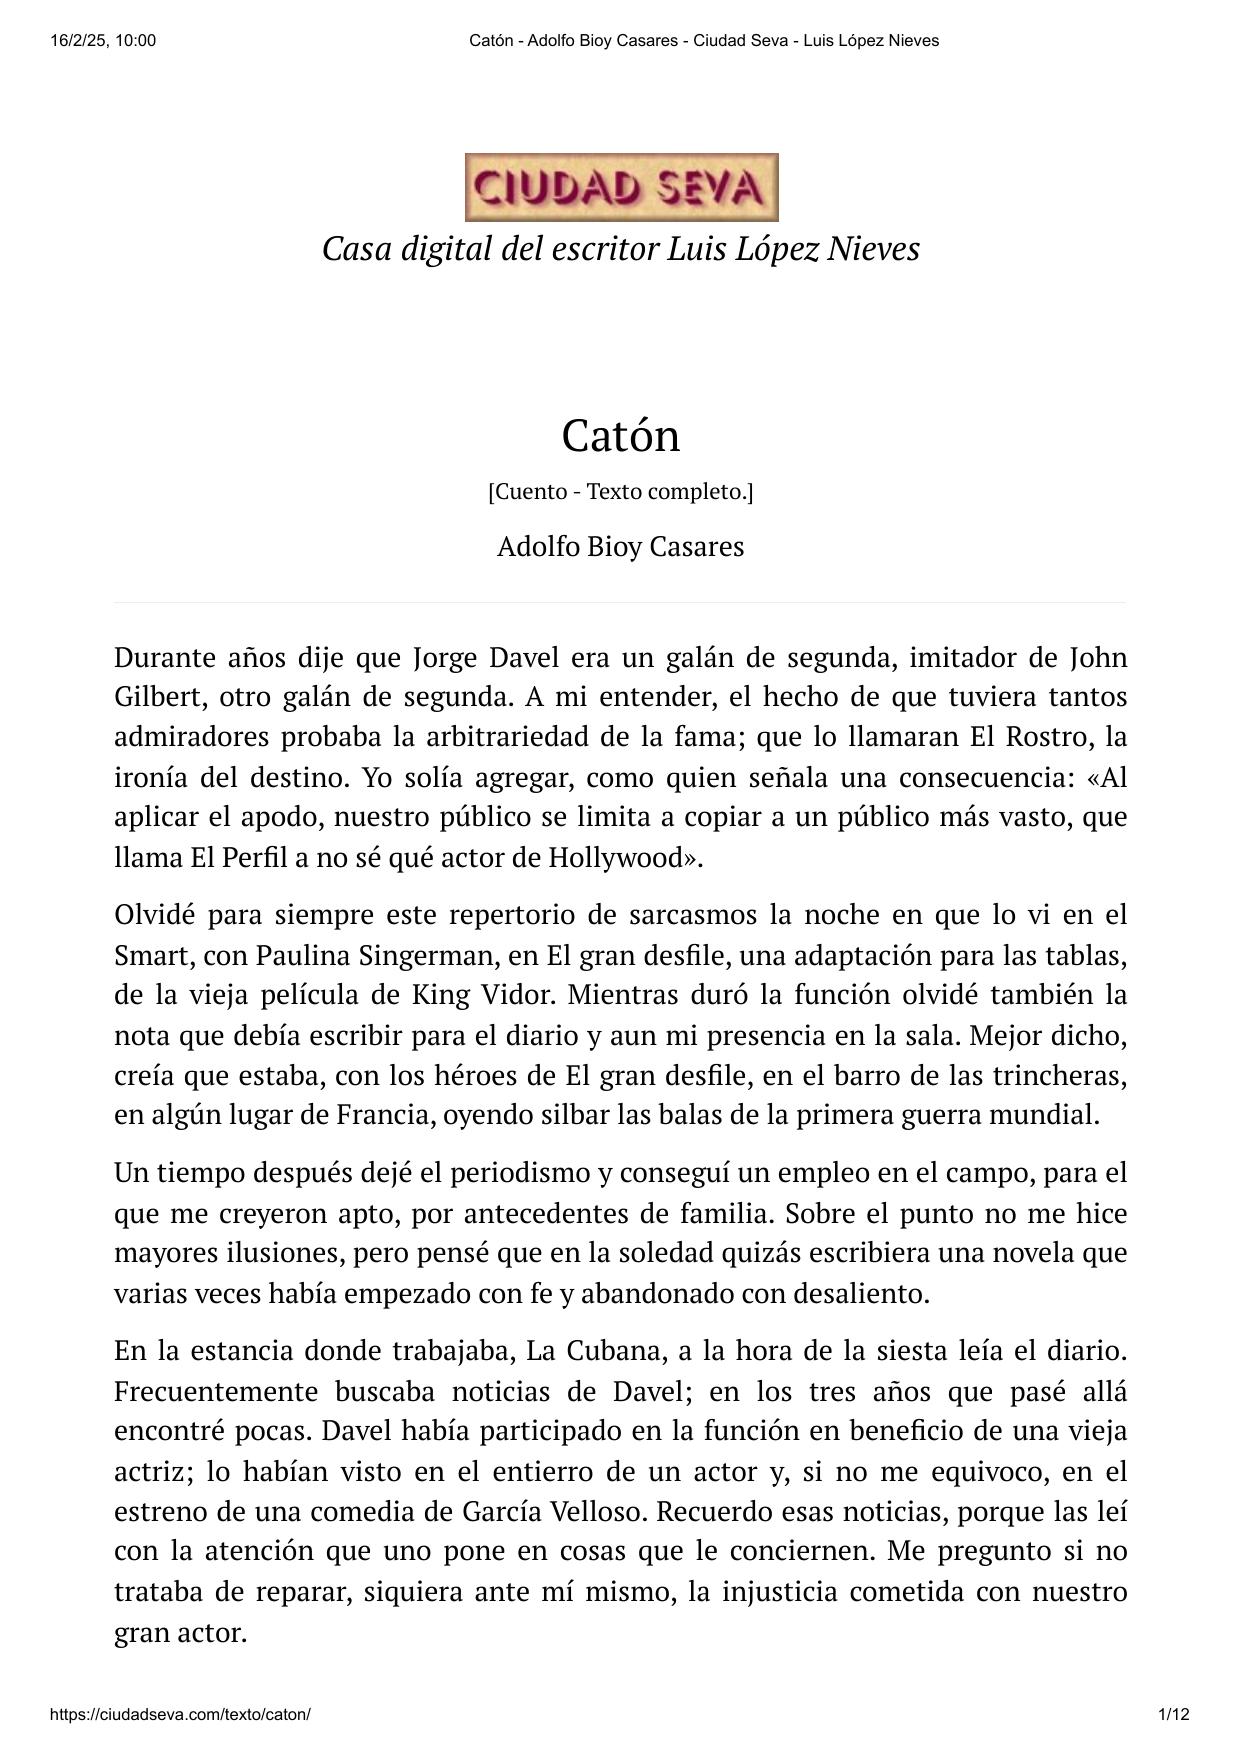 16/2/25, 10:00
Catón - Adolfo Bioy Casares - Ciudad Seva - Luis López Nieves
CIUDAD SEVA
Casa digital del escritor Luis López Nieves
Catón
[Cuento - Texto completo.]
Adolfo Bioy Casares
Durante años dije que Jorge Davel era un galán de segunda, imitador de John
Gilbert, otro galán de segunda. A mi entender, el hecho de que tuviera tantos
admiradores probaba la arbitrariedad de la fama; que lo llamaran El Rostro, la
ironía del destino. Yo solía agregar, como quien señala una consecuencia: «Al
aplicar el apodo, nuestro público se limita a copiar a un público más vasto, que
llama El Perfil a no sé qué actor de Hollywood».
Olvidé para siempre este repertorio de sarcasmos la noche en que lo vi en el
Smart, con Paulina Singerman, en El gran desfile, una adaptación para las tablas,
de la vieja película de King Vidor. Mientras duró la función olvidé también la
nota que debía escribir para el diario y aun mi presencia en la sala. Mejor dicho,
creía que estaba, con los héroes de El gran desfile, en el barro de las trincheras,
en algún lugar de Francia, oyendo silbar las balas de la primera guerra mundial.
Un tiempo después dejé el periodismo y conseguí un empleo en el campo, para el
que me creyeron apto, por antecedentes de familia. Sobre el punto no me hice
mayores ilusiones, pero pensé que en la soledad quizás escribiera una novela que
varias veces había empezado con fe y abandonado con desaliento.
En la estancia donde trabajaba, La Cubana, a la hora de la siesta leía el diario.
Frecuentemente buscaba noticias de Davel; en los tres años que pasé allá
encontré pocas. Davel había participado en la función en beneficio de una vieja
actriz; lo habían visto en el entierro de un actor y, si no me equivoco, en el
estreno de una comedia de García Velloso. Recuerdo esas noticias, porque las leí
con la atención que uno pone en cosas que le conciernen. Me pregunto si no
trataba de reparar, siquiera ante mí mismo, la injusticia cometida con nuestro
gran actor.
https://ciudadseva.com/texto/caton/
1/12